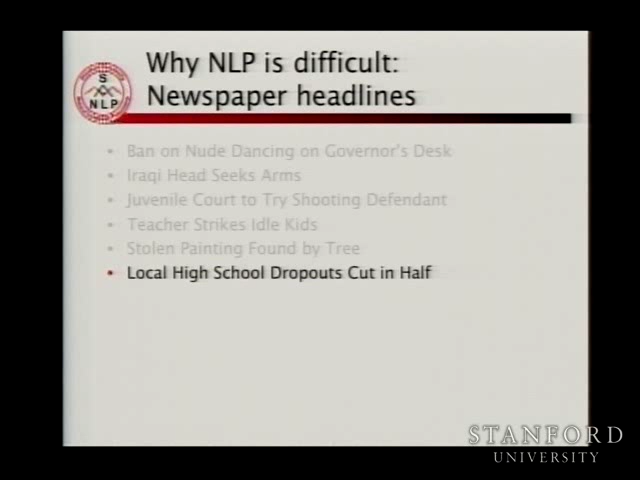 Why NLP is difficult:
Newspaper headlines
S
NLP
• Ban on Nude Dancing on Governor's Desk
• Iraqi Head Seeks Arms
• Juvenile Court to Try Shooting Defendant
• Teacher Strikes Idle Kids
• Stolen Painting Found by Tree
• Local High School Dropouts Cut in Half
STANFORD
UNIVERSITY